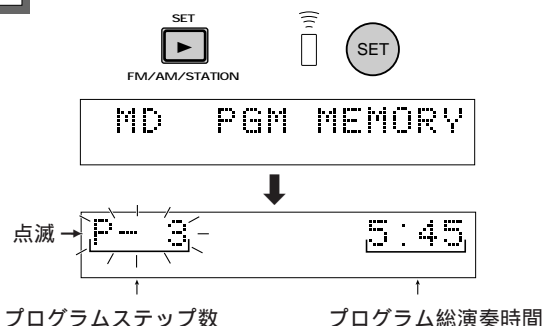 SET
SET
FM/AM/STATION
MD PGM MEMORY
点滅
P- 3 5:45
プログラムステップ数 プログラム総演奏時間